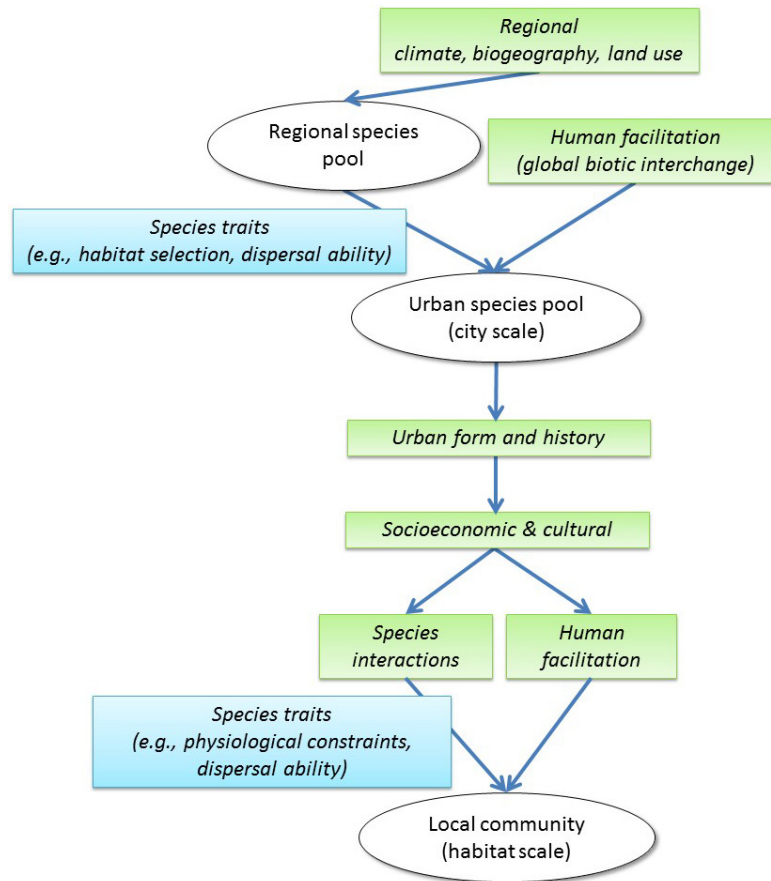 Regional
climate, biogeography, land use
Regional species
pool
Human facilitation
(global biotic interchange)
Species traits
(e.g., habitat selection, dispersal ability)
Urban species pool
(city scale)
Urban form and history
Socioeconomic & cultural
Species
interactions
Human
facilitation
Species traits
(e.g., physiological constraints,
dispersal ability)
Local community
(habitat scale)